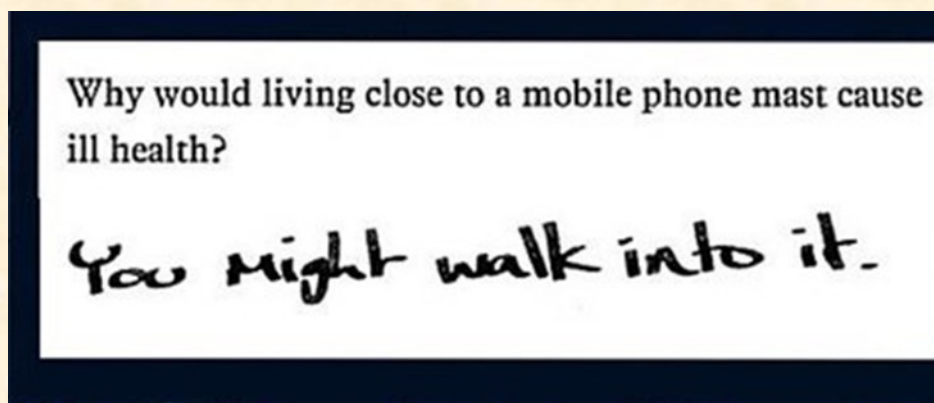 Why would living close to a mobile phone mast cause
ill health?
You might walk into it.